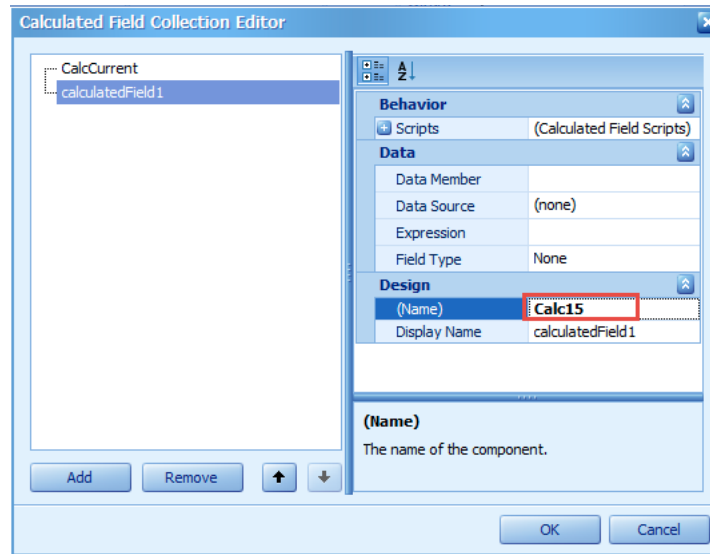 Calculated Field Collection Editor
CalcCurrent
calculatedField1
Behavior
Scripts (Calculated Field Scripts)
Data
Data Member
Data Source (none)
Expression
Field Type None
Design
(Name) Calc15
Display Name calculatedField1
(Name)
The name of the component.
Add Remove
OK Cancel